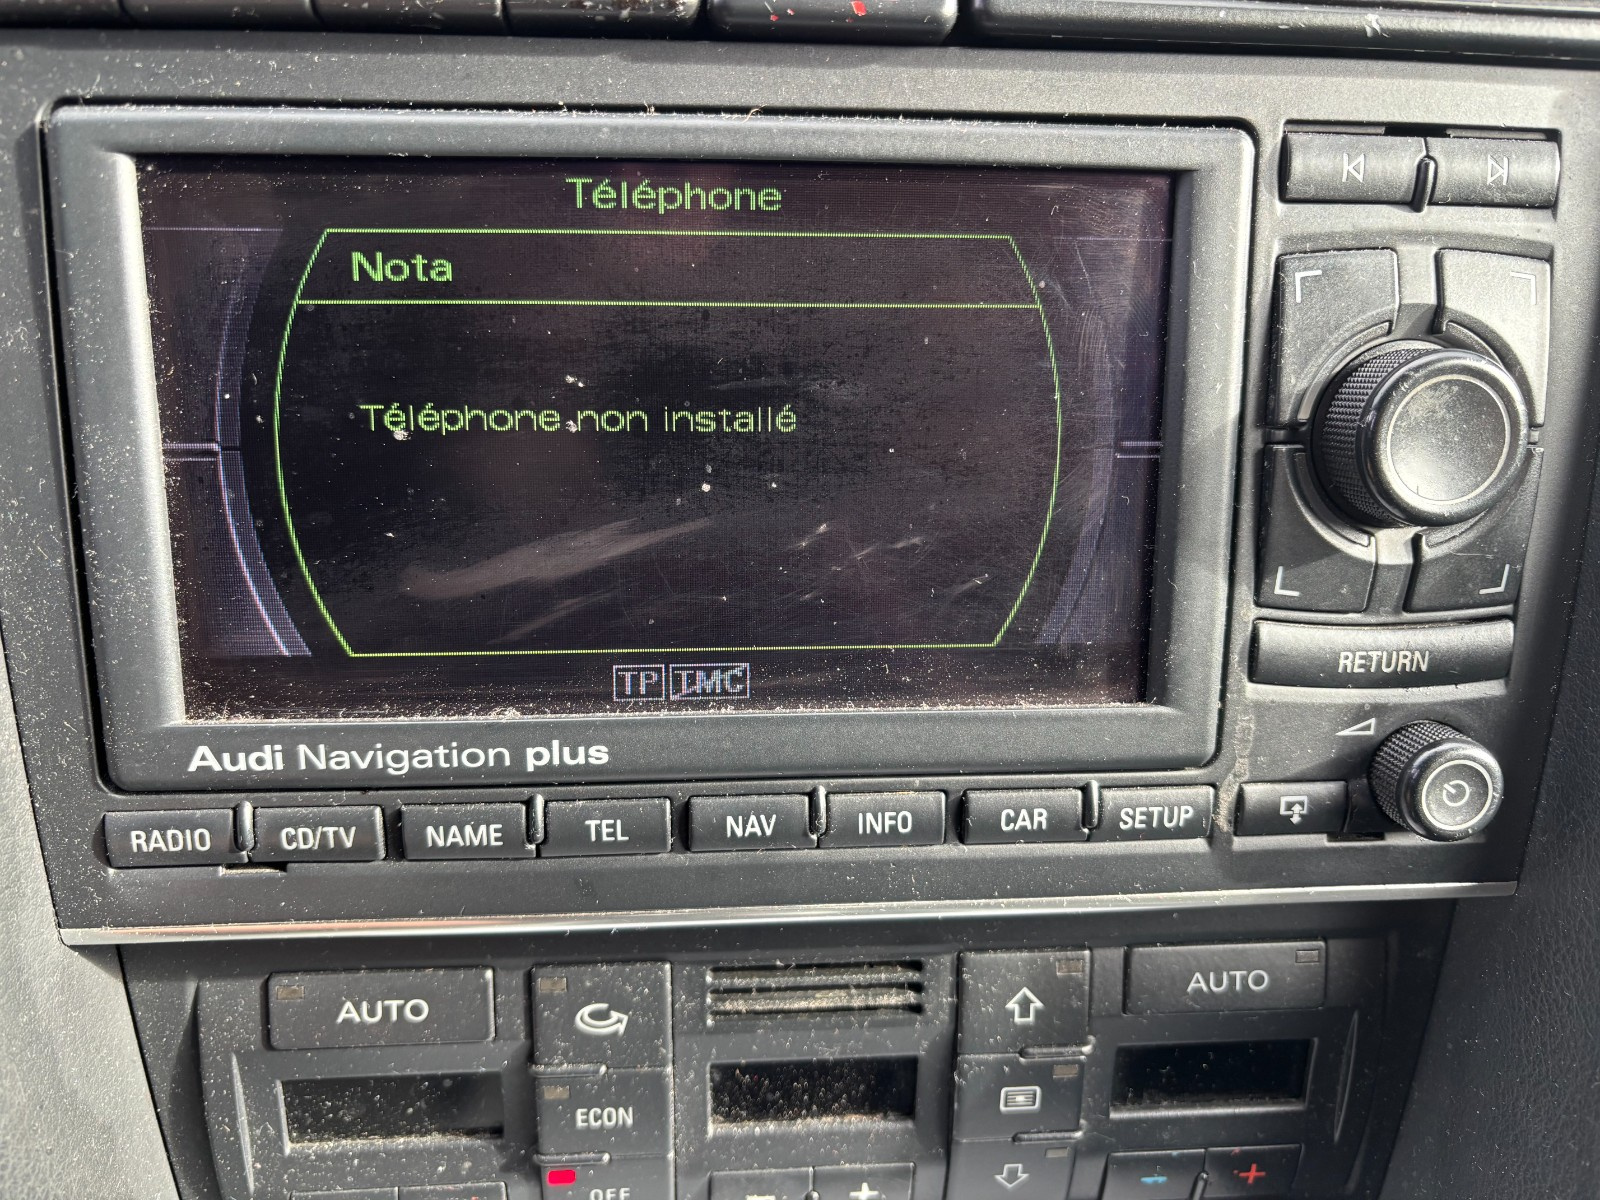 Téléphone
Nota
Téléphone non installé
TP TMC
Audi Navigation plus
RADIO CD/TV NAME TEL NAV INFO CAR SETUP
RETURN
AUTO AUTO
ECON
OFF